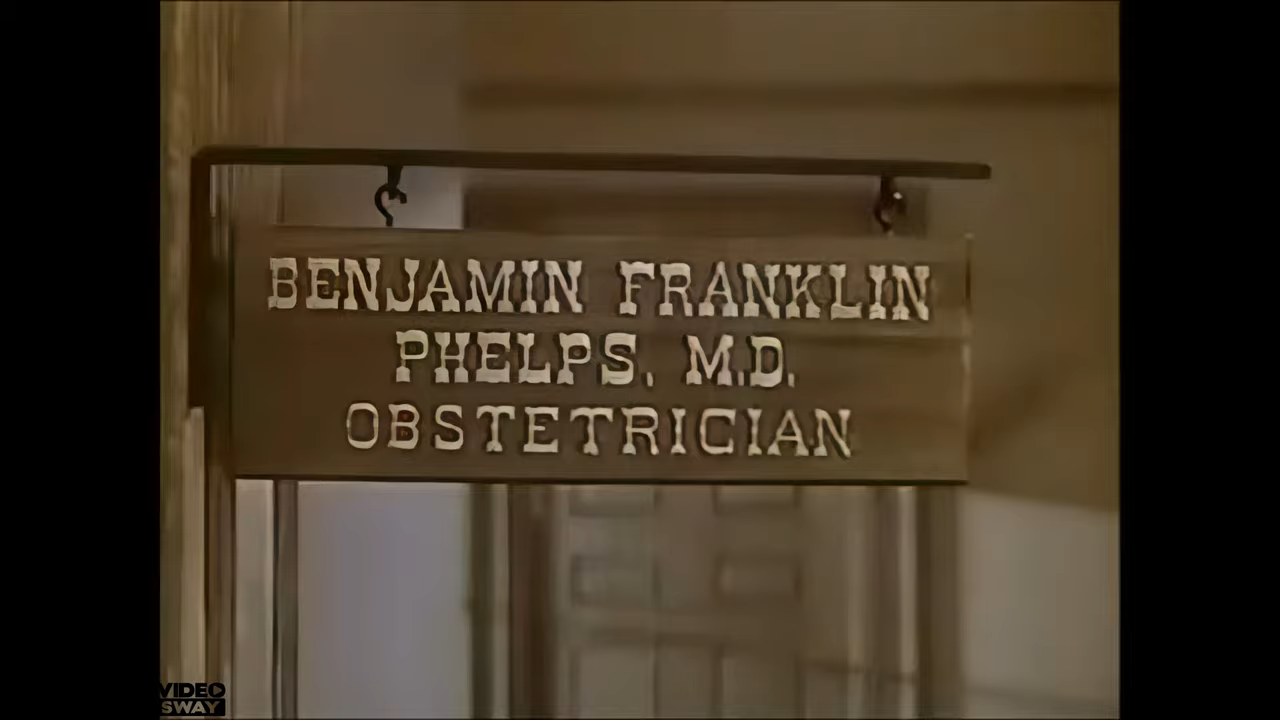 BENJAMIN FRANKLIN
PHELPS, M.D.
OBSTETRICIAN
VIDEO
SWAY